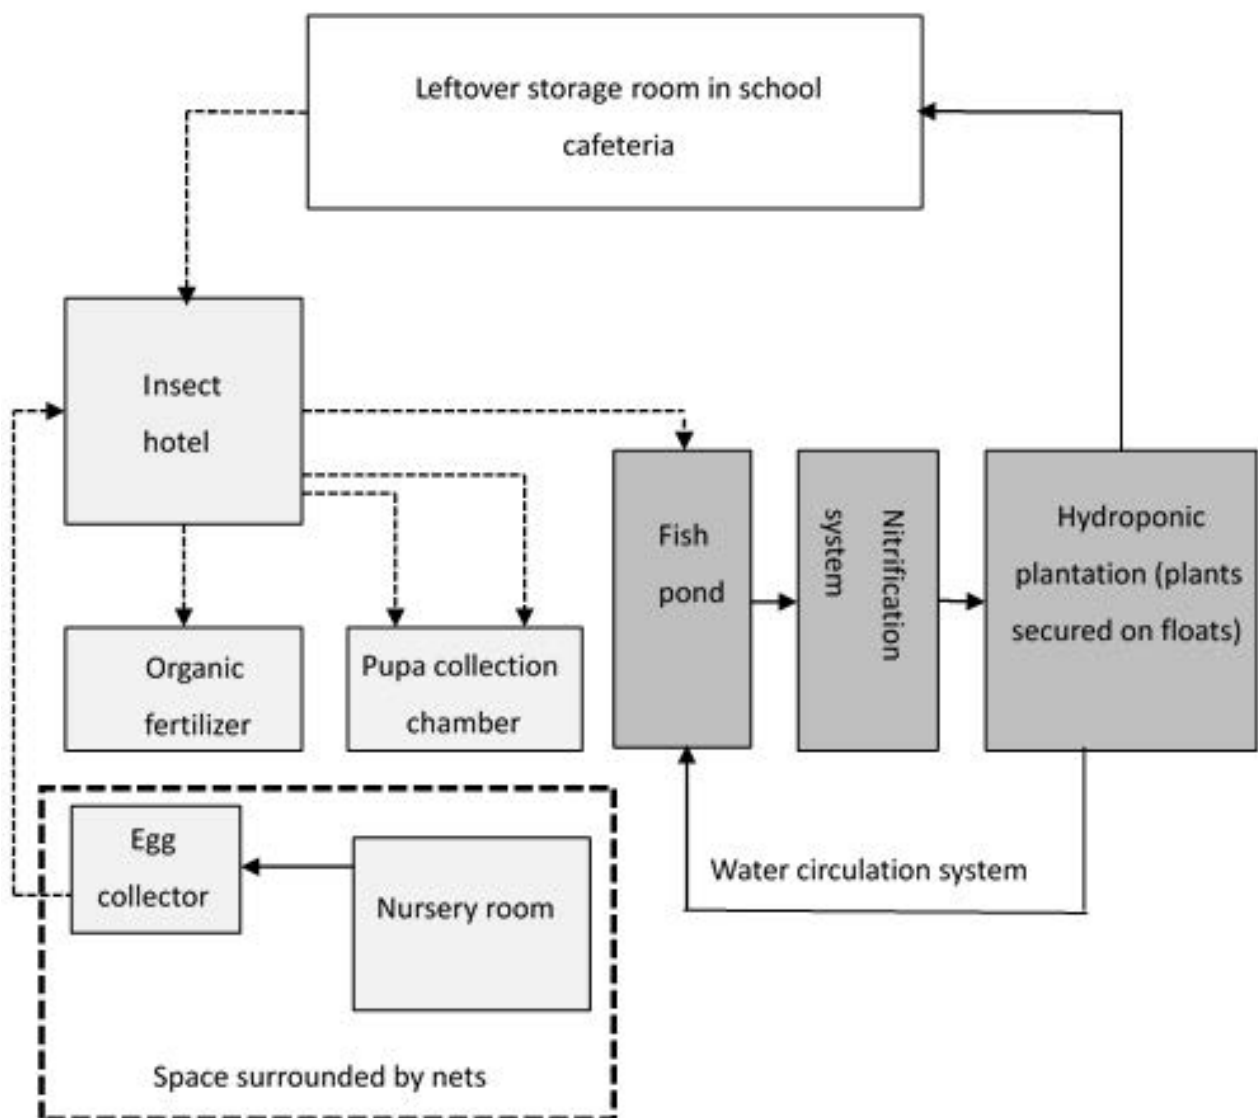 Leftover storage room in school
cafeteria
Insect
hotel
Fish
pond
Nitrification
system
Hydroponic
plantation (plants
secured on floats)
Organic
fertilizer
Pupa collection
chamber
Egg
collector
Nursery room
Water circulation system
Space surrounded by nets